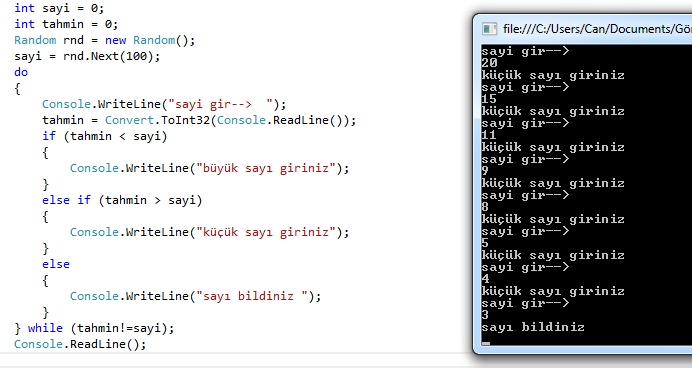 int sayi = 0;
int tahmin = 0;
Random rnd = new Random();
sayi = rnd.Next(100);
do
{
Console.WriteLine("sayi gir-->  ");
tahmin = Convert.ToInt32(Console.ReadLine());
if (tahmin < sayi)
{
Console.WriteLine("büyük sayı giriniz");
}
else if (tahmin > sayi)
{
Console.WriteLine("küçük sayı giriniz");
}
else
{
Console.WriteLine("sayı bildiniz ");
}
} while (tahmin!=sayi);
Console.ReadLine();
file:///C:/Users/Can/Documents/Gör
sayi gir-->
20
küçük sayı giriniz
sayi gir-->
15
küçük sayı giriniz
sayi gir-->
11
küçük sayı giriniz
sayi gir-->
9
küçük sayı giriniz
sayi gir-->
8
küçük sayı giriniz
sayi gir-->
5
küçük sayı giriniz
sayi gir-->
4
küçük sayı giriniz
sayi gir-->
3
sayı bildiniz